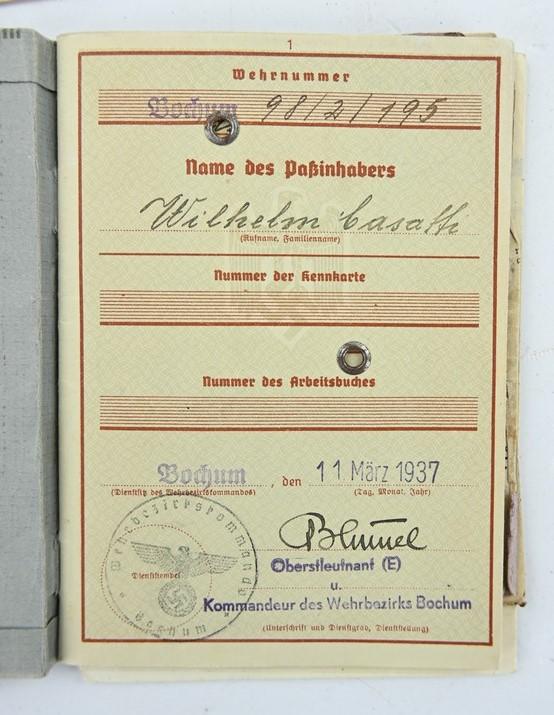 1
Wehrnummer
Bochum 98/2/195
Name des Paßinhabers
Wilhelm Casatti
(Rufname, Familienname)
Nummer der Kennkarte
Nummer des Arbeitsbuches
Bochum, den 11 März 1937
(Dienstsitz des Wehrbezirkskommandos) (Tag, Monat, Jahr)
Wehrbezirkskommando
Dienststempel
Bochum
Oberstleutnant (E)
u.
Kommandeur des Wehrbezirks Bochum
(Unterschrift und Dienstgrad, Dienststellung)